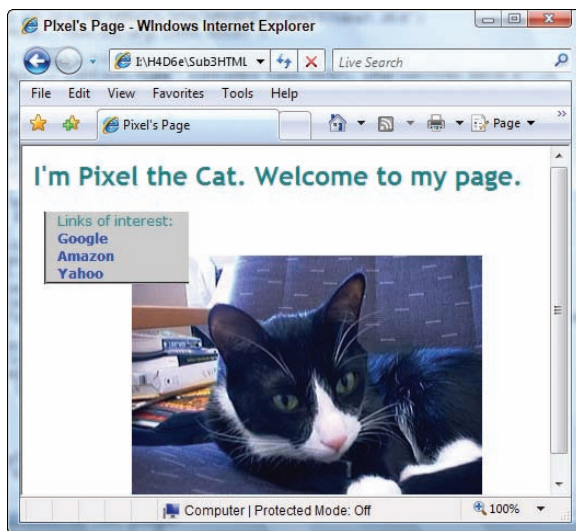 PIxel's Page - WIndows Internet Explorer
I:\H4D6e\Sub3HTML
Live Search
File Edit View Favorites Tools Help
Pixel's Page
Page
I'm Pixel the Cat. Welcome to my page.
Links of interest:
Google
Amazon
Yahoo
Computer | Protected Mode: Off
100%